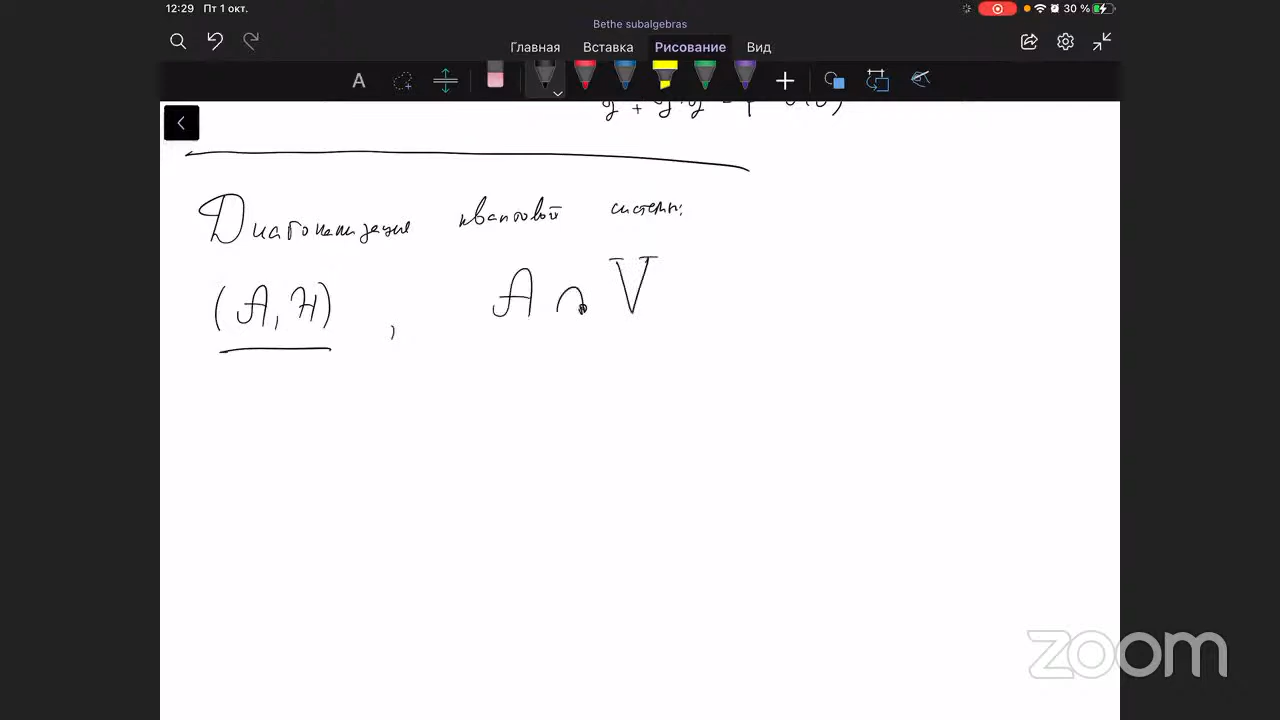 12:29 Пт 1 окт. 30 %
Bethe subalgebras
Главная Вставка Рисование Вид
A
Диагонализация квантовой системы:
(A, H) , A ↷ V
zoom